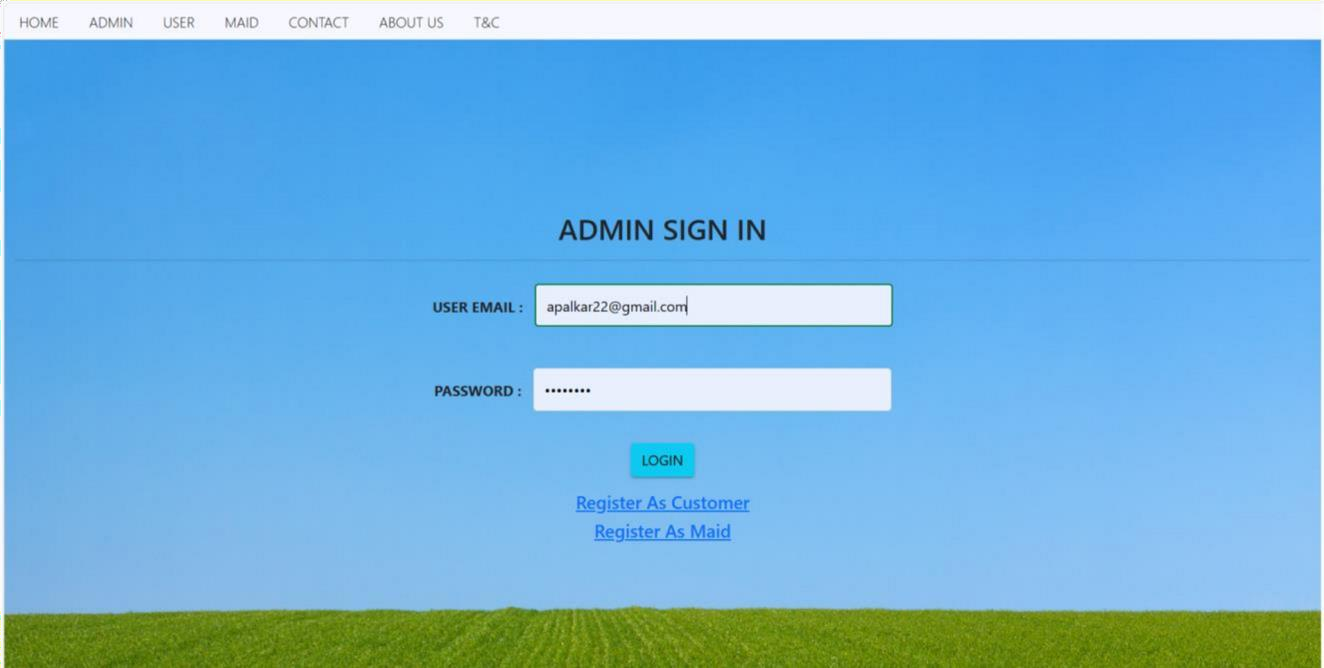 HOME ADMIN USER MAID CONTACT ABOUT US T&C
ADMIN SIGN IN
USER EMAIL : apalkar22@gmail.com
PASSWORD : ••••••••
LOGIN
Register As Customer
Register As Maid